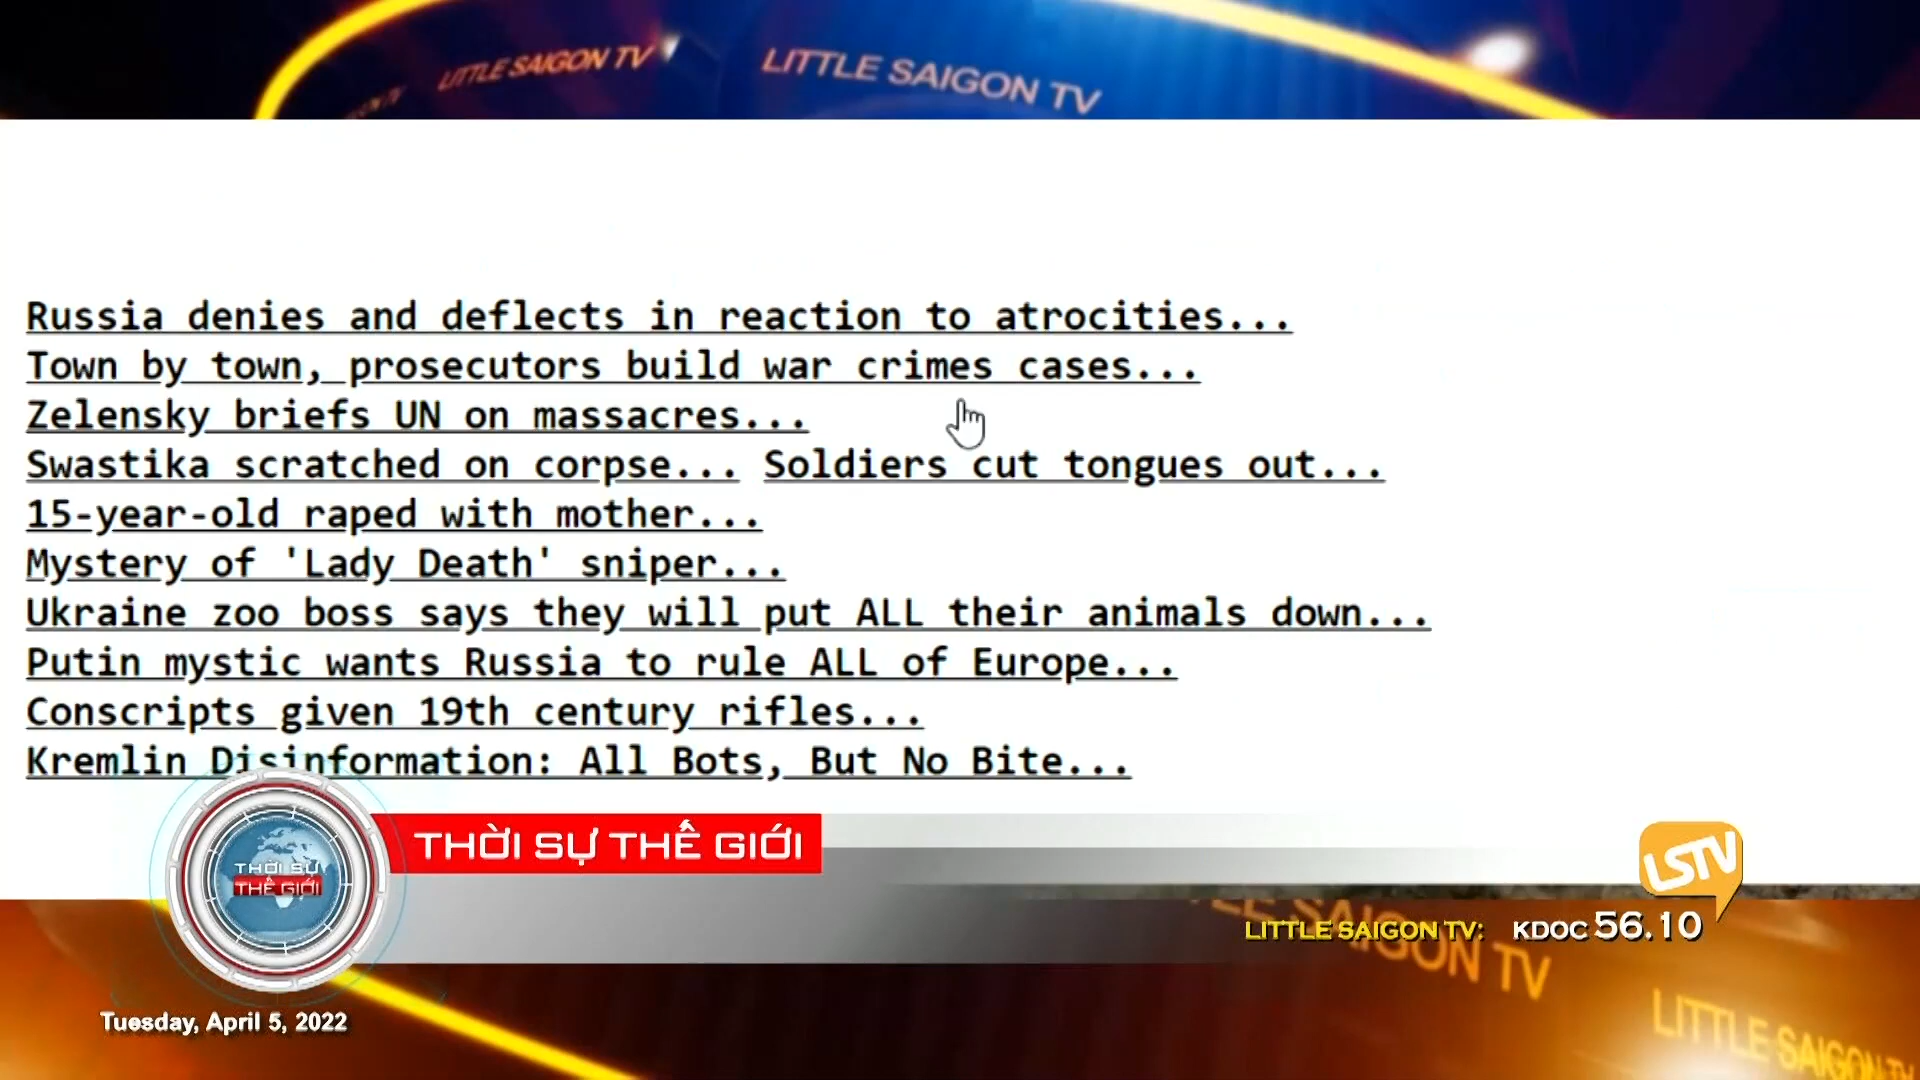 LITTLE SAIGON TV
LITTLE SAIGON TV
Russia denies and deflects in reaction to atrocities...
Town by town, prosecutors build war crimes cases...
Zelensky briefs UN on massacres...
Swastika scratched on corpse... Soldiers cut tongues out...
15-year-old raped with mother...
Mystery of 'Lady Death' sniper...
Ukraine zoo boss says they will put ALL their animals down...
Putin mystic wants Russia to rule ALL of Europe...
Conscripts given 19th century rifles...
Kremlin Disinformation: All Bots, But No Bite...
THỜI SỰ THẾ GIỚI
THỜI SỰ
THẾ GIỚI
LSTV
LITTLE SAIGON TV: KDOC 56.10
SAIGON TV
LITTLE SAIGON TV
Tuesday, April 5, 2022